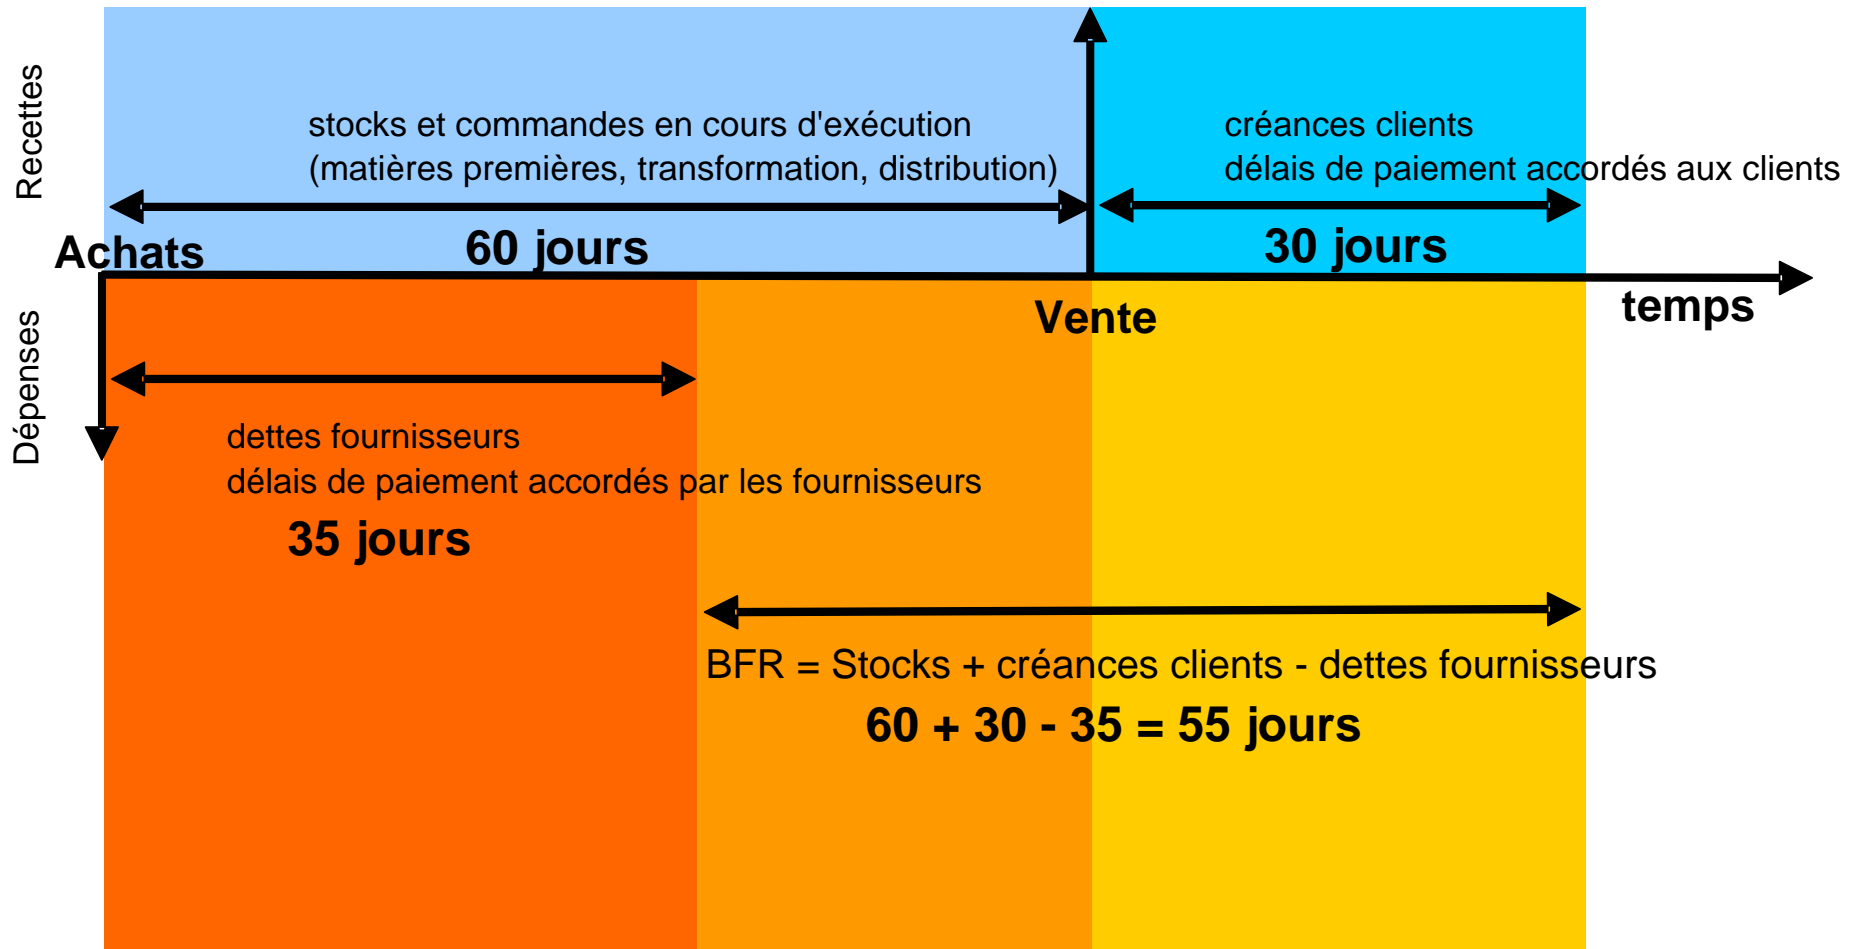 Recettes
stocks et commandes en cours d'exécution
(matières premières, transformation, distribution)
créances clients
délais de paiement accordés aux clients
Achats
60 jours
30 jours
Vente
temps
Dépenses
dettes fournisseurs
délais de paiement accordés par les fournisseurs
35 jours
BFR = Stocks + créances clients - dettes fournisseurs
60 + 30 - 35 = 55 jours